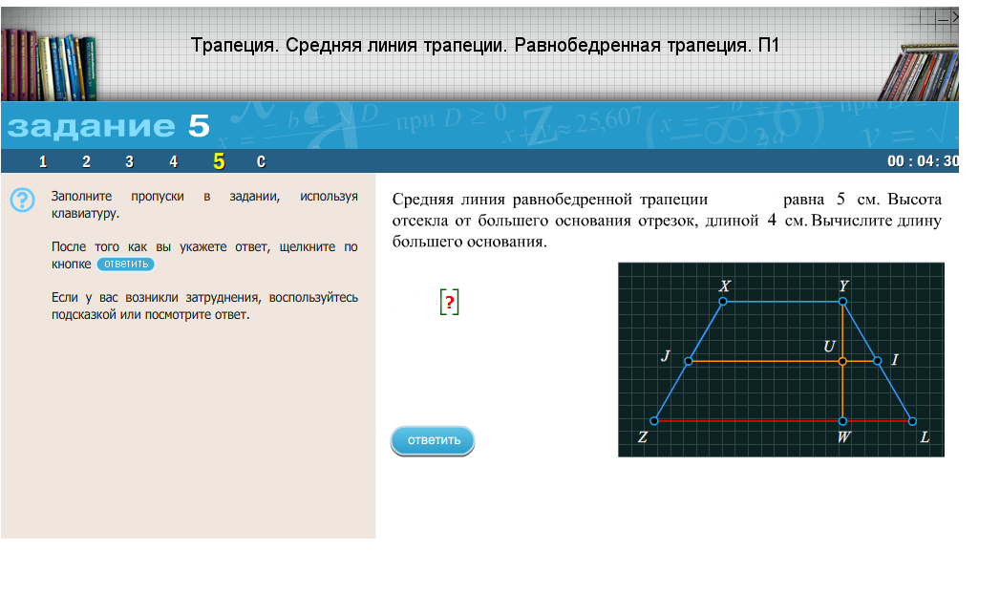 Трапеция. Средняя линия трапеции. Равнобедренная трапеция. П1
задание 5
при D ≥ 0
1 2 3 4 5 С 00 : 04: 30
Заполните пропуски в задании, используя
клавиатуру.
После того как вы укажете ответ, щелкните по
кнопке ответить
Если у вас возникли затруднения, воспользуйтесь
подсказкой или посмотрите ответ.
Средняя линия равнобедренной трапеции равна 5 см. Высота
отсекла от большего основания отрезок, длиной 4 см. Вычислите длину
большего основания.
[?]
X Y
J U I
Z W L
ответить